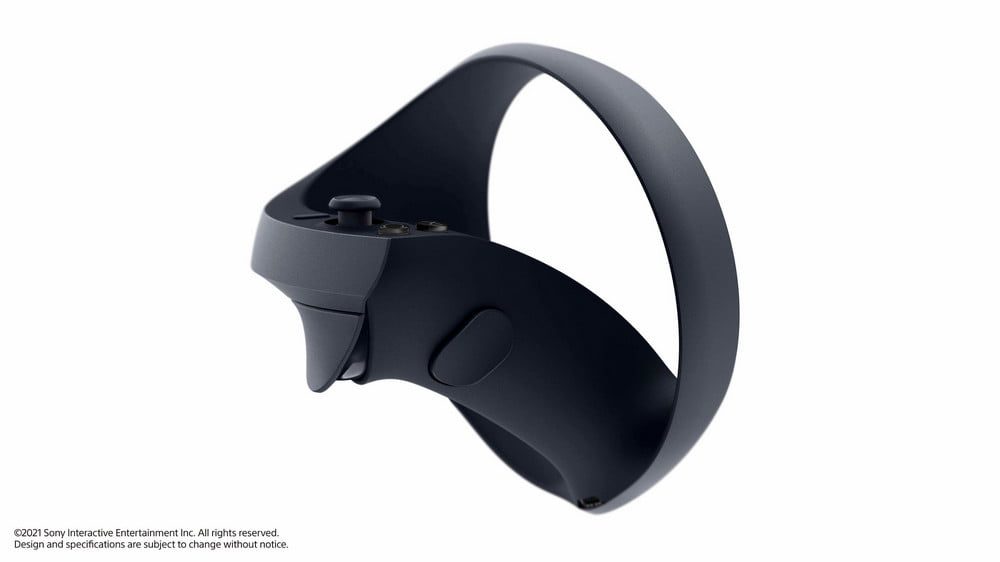 ©2021 Sony Interactive Entertainment Inc. All rights reserved.
Design and specifications are subject to change without notice.